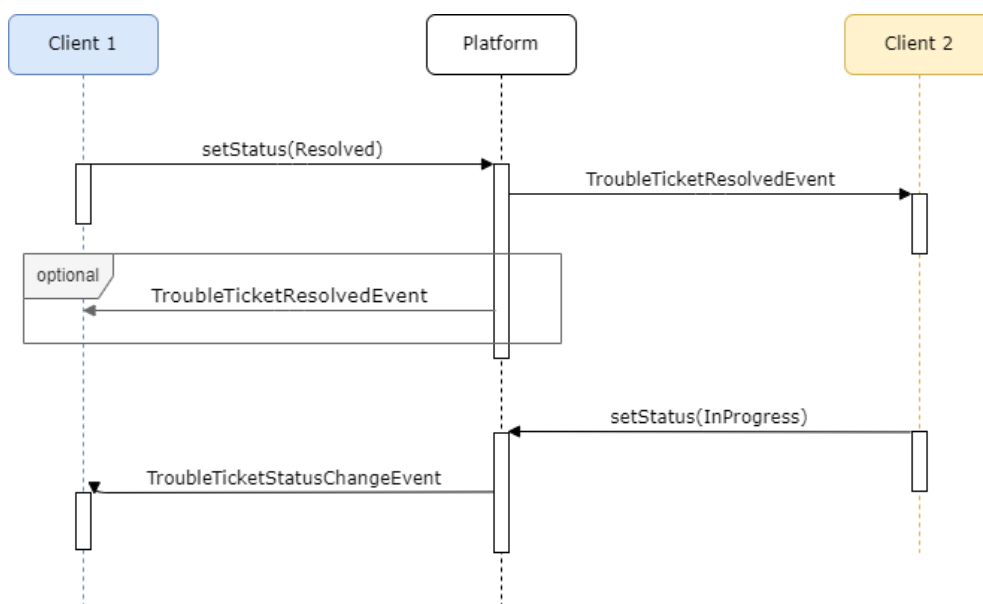 Client 1
Platform
Client 2
setStatus(Resolved)
TroubleTicketResolvedEvent
optional
TroubleTicketResolvedEvent
setStatus(InProgress)
TroubleTicketStatusChangeEvent